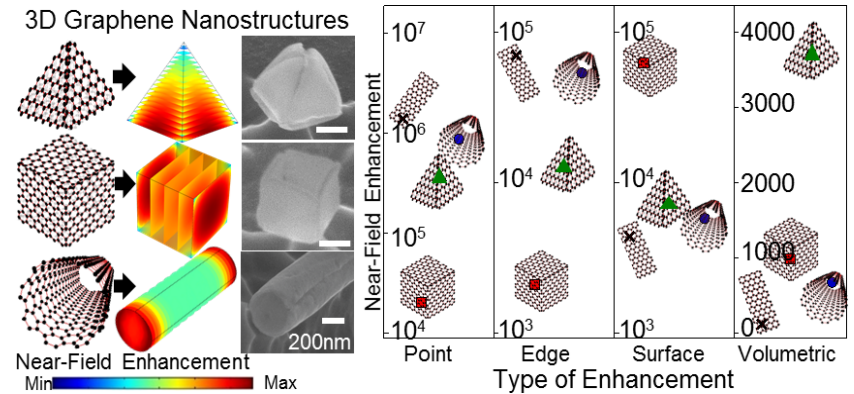 3D Graphene Nanostructures
200nm
Near-Field Enhancement
Min
Max
Near-Field Enhancement
10⁷
10⁶
10⁵
10⁴
10⁵
10⁴
10³
10⁵
10⁴
10³
4000
3000
2000
1000
0
Point
Edge
Surface
Volumetric
Type of Enhancement